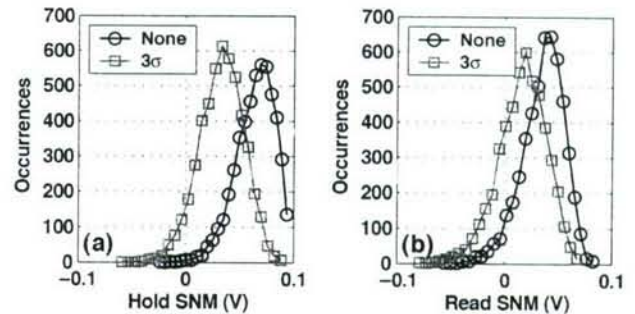 700
600
500
400
300
200
100
0
Occurrences
None
3σ
(a)
−0.1
0
0.1
Hold SNM (V)
700
600
500
400
300
200
100
0
Occurrences
None
3σ
(b)
−0.1
0
0.1
Read SNM (V)